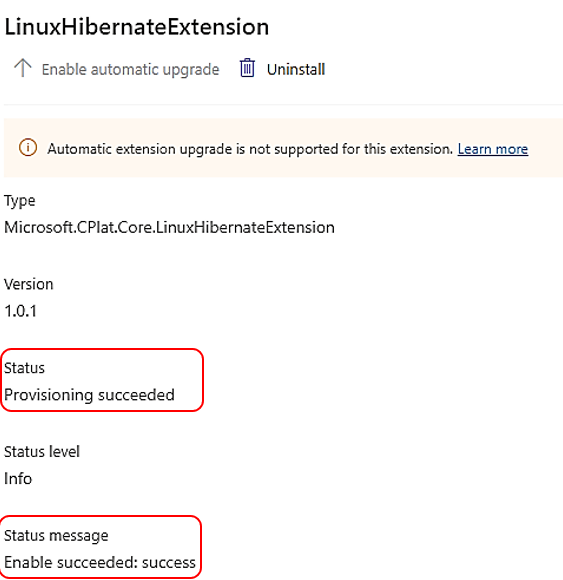 LinuxHibernateExtension
Enable automatic upgrade Uninstall
Automatic extension upgrade is not supported for this extension. Learn more
Type
Microsoft.CPlat.Core.LinuxHibernateExtension
Version
1.0.1
Status
Provisioning succeeded
Status level
Info
Status message
Enable succeeded: success